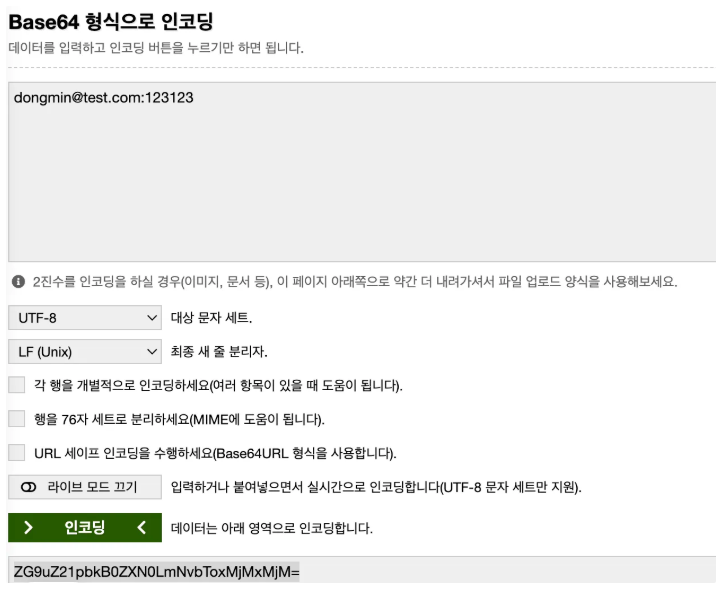 Base64 형식으로 인코딩
데이터를 입력하고 인코딩 버튼을 누르기만 하면 됩니다.
dongmin@test.com:123123
2진수를 인코딩을 하실 경우(이미지, 문서 등), 이 페이지 아래쪽으로 약간 더 내려가셔서 파일 업로드 양식을 사용해보세요.
UTF-8 대상 문자 세트.
LF (Unix) 최종 새 줄 분리자.
각 행을 개별적으로 인코딩하세요(여러 항목이 있을 때 도움이 됩니다).
행을 76자 세트로 분리하세요(MIME에 도움이 됩니다).
URL 세이프 인코딩을 수행하세요(Base64URL 형식을 사용합니다).
라이브 모드 끄기 입력하거나 붙여넣으면서 실시간으로 인코딩합니다(UTF-8 문자 세트만 지원).
> 인코딩 < 데이터는 아래 영역으로 인코딩합니다.
ZG9uZ21pbkB0ZXN0LmNvbToxMjMxMjM=